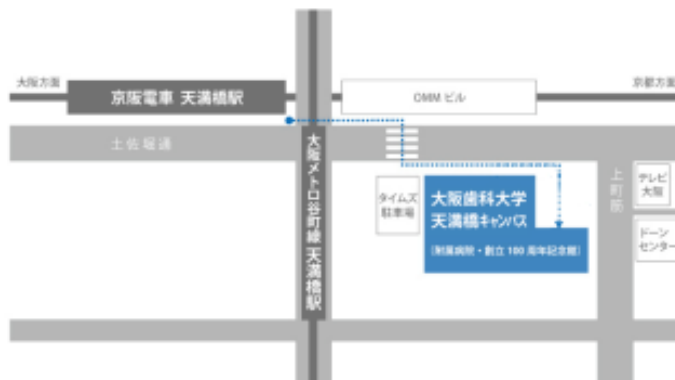 大阪方面
京都方面
京阪電車 天満橋駅
OMM ビル
土佐堀通
大阪メトロ谷町線 天満橋駅
上町筋
テレビ
大阪
タイムズ
駐車場
大阪歯科大学
天満橋キャンパス
(附属病院・創立100周年記念館)
ドーン
センター